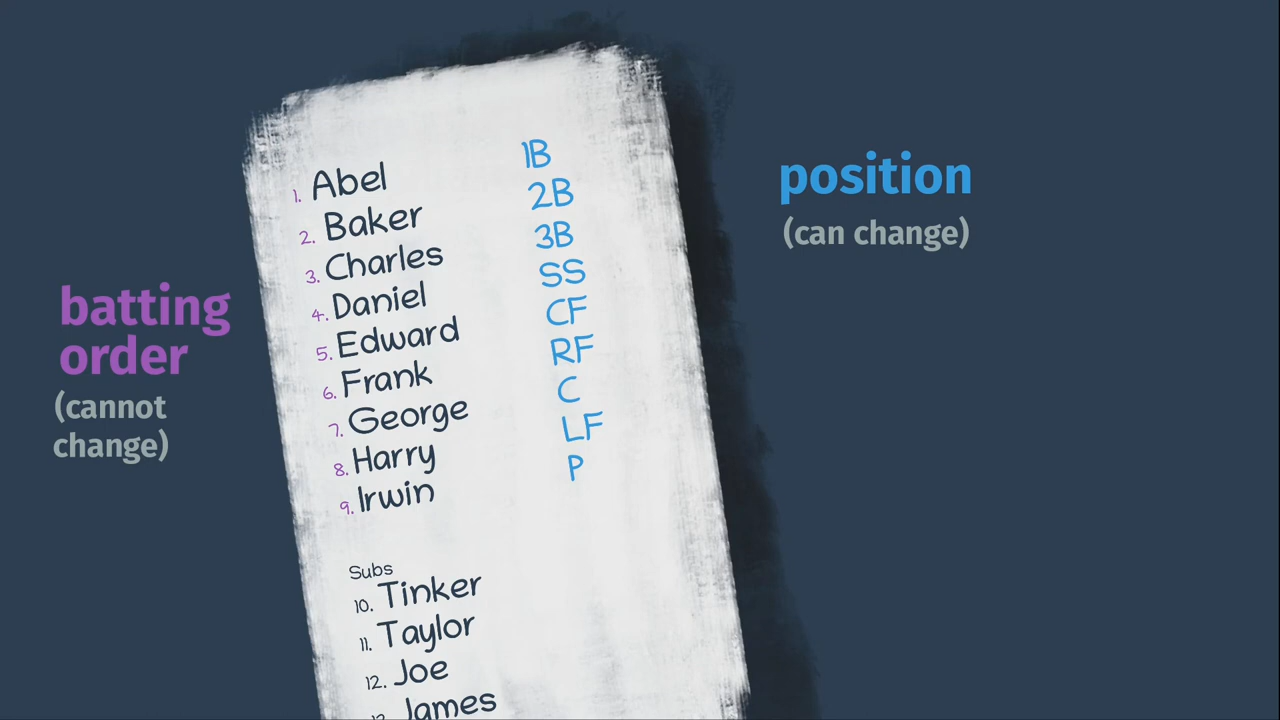 batting
order
(cannot
change)
1. Abel 1B
2. Baker 2B
3. Charles 3B
4. Daniel SS
5. Edward CF
6. Frank RF
7. George C
8. Harry LF
9. Irwin P
Subs
10. Tinker
11. Taylor
12. Joe
James
position
(can change)